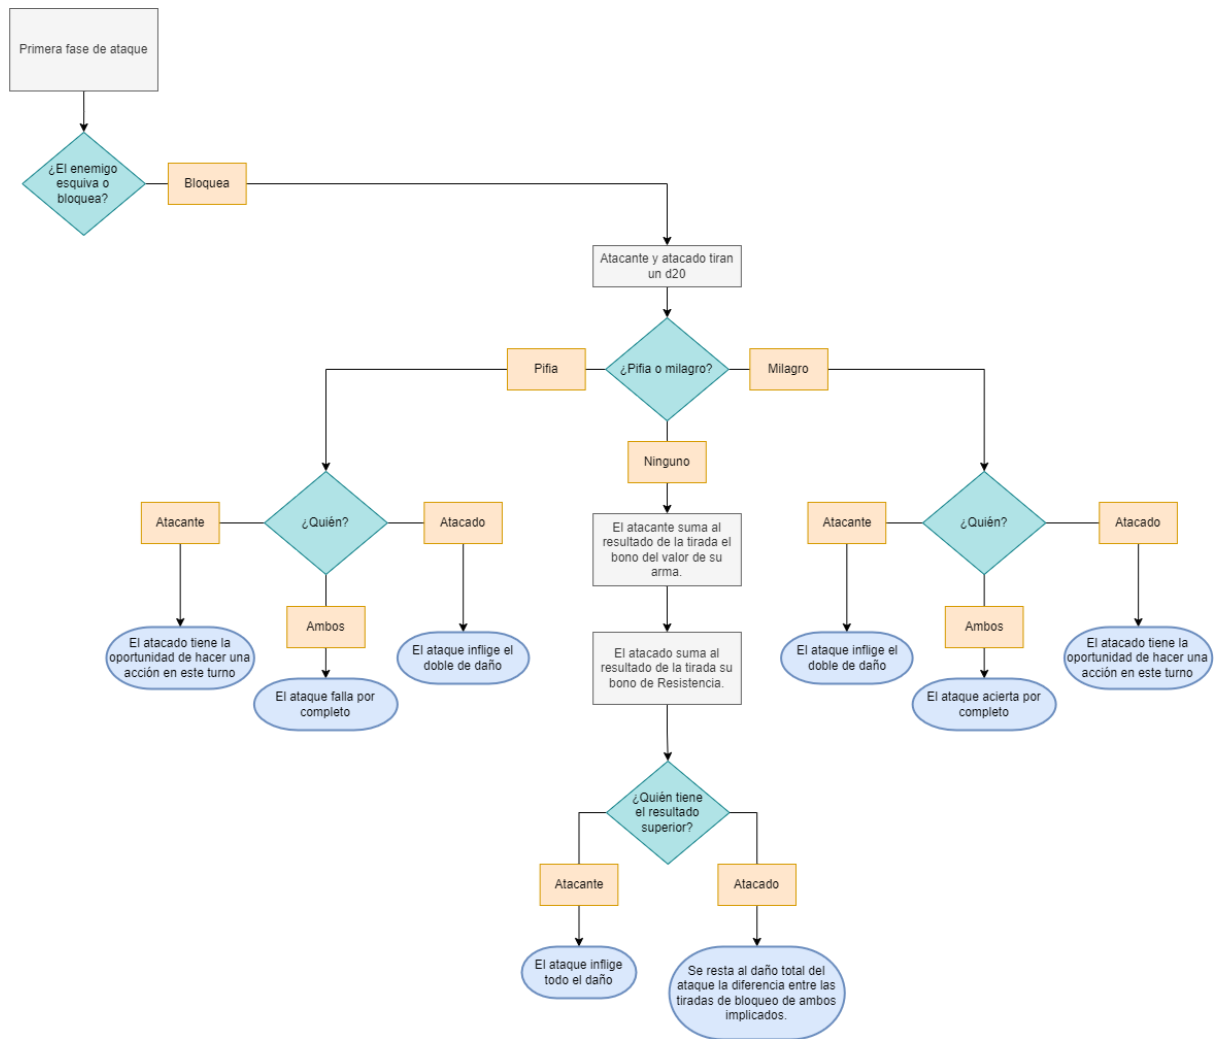 Primera fase de ataque
¿El enemigo
esquiva o
bloquea?
Bloquea
Atacante y atacado tiran
un d20
Pifia
¿Pifia o milagro?
Milagro
Ninguno
Atacante
¿Quién?
Atacado
El atacante suma al
resultado de la tirada el
bono del valor de su
arma.
Atacante
¿Quién?
Atacado
Ambos
Ambos
El atacado tiene la
oportunidad de hacer una
acción en este turno
El ataque inflige el
doble de daño
El atacado suma al
resultado de la tirada su
bono de Resistencia.
El ataque inflige el
doble de daño
El atacado tiene la
oportunidad de hacer una
acción en este turno
El ataque falla por
completo
El ataque acierta por
completo
¿Quién tiene
el resultado
superior?
Atacante
Atacado
El ataque inflige
todo el daño
Se resta al daño total del
ataque la diferencia entre las
tiradas de bloqueo de ambos
implicados.